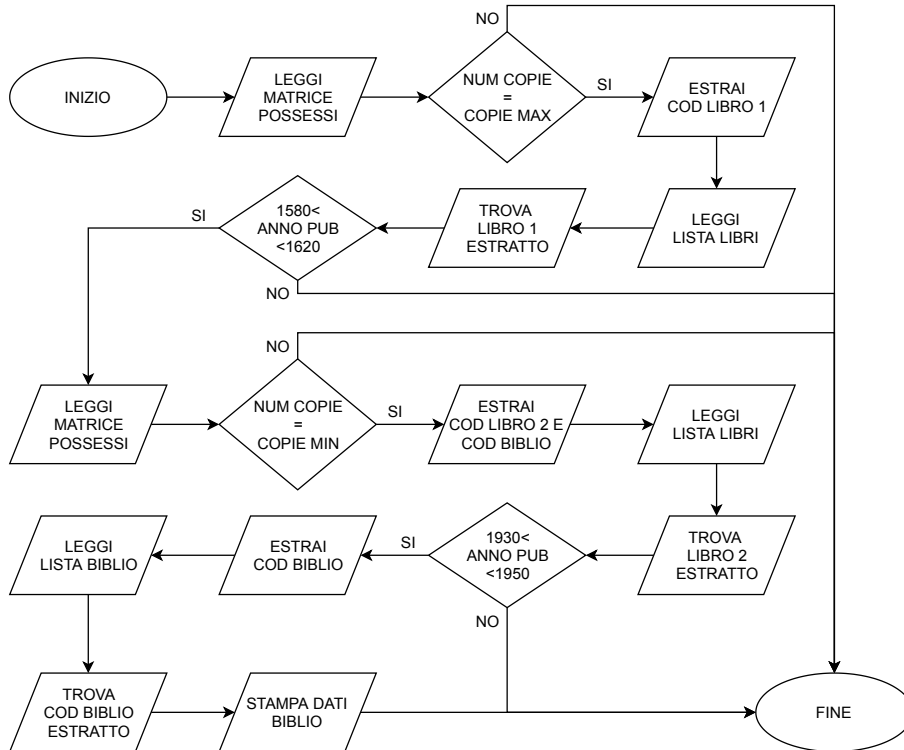 NO
INIZIO
LEGGI
MATRICE
POSSESSI
NUM COPIE
=
COPIE MAX
SI
ESTRAI
COD LIBRO 1
LEGGI
LISTA LIBRI
TROVA
LIBRO 1
ESTRATTO
1580<
ANNO PUB
<1620
SI
NO
LEGGI
MATRICE
POSSESSI
NUM COPIE
=
COPIE MIN
NO
SI
ESTRAI
COD LIBRO 2 E
COD BIBLIO
LEGGI
LISTA LIBRI
TROVA
LIBRO 2
ESTRATTO
1930<
ANNO PUB
<1950
SI
NO
ESTRAI
COD BIBLIO
LEGGI
LISTA BIBLIO
TROVA
COD BIBLIO
ESTRATTO
STAMPA DATI
BIBLIO
FINE